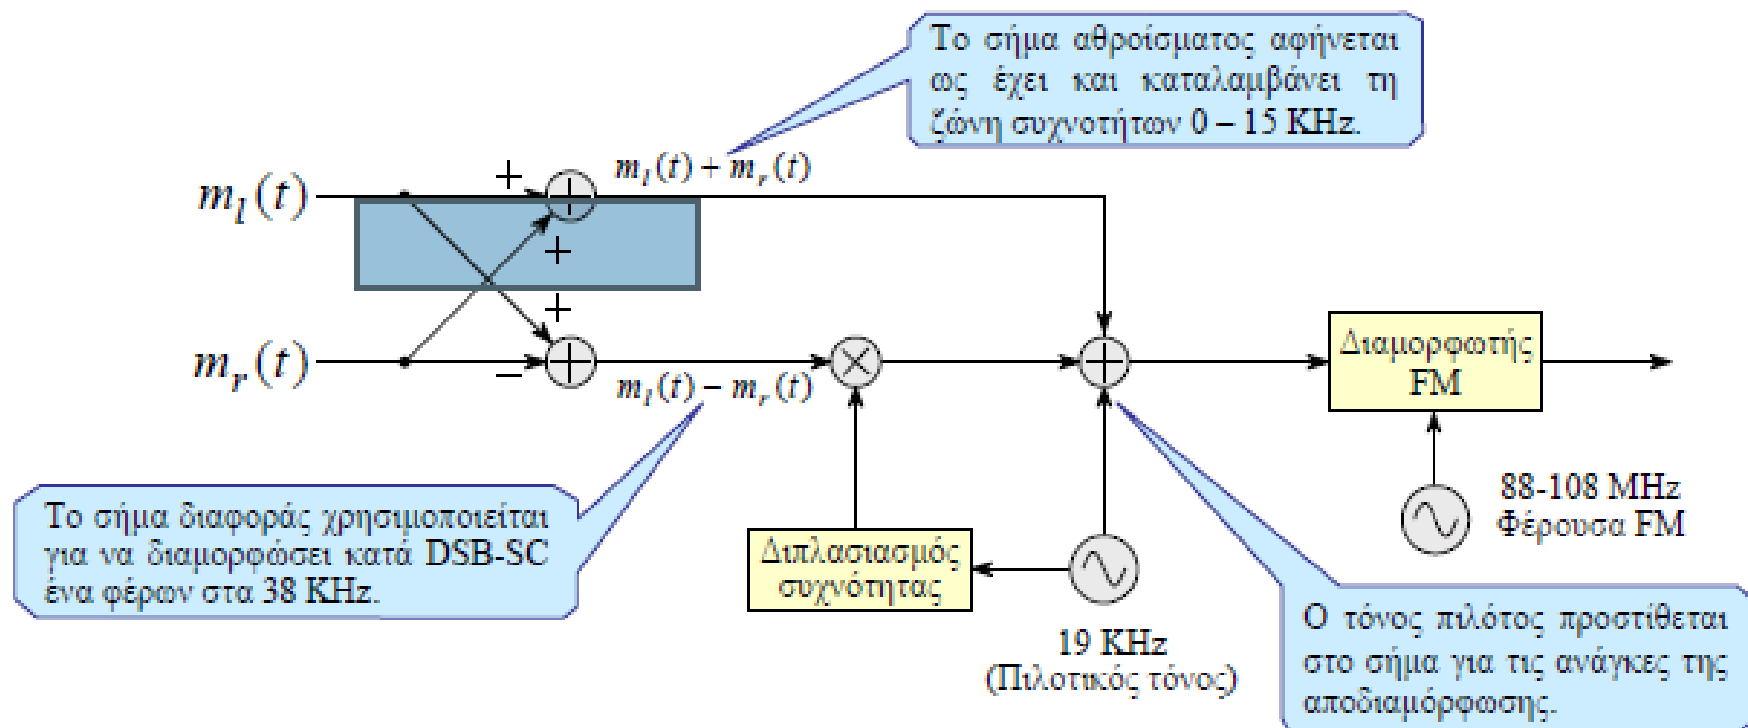 Το σήμα αθροίσματος αφήνεται
ως έχει και καταλαμβάνει τη
ζώνη συχνοτήτων 0 – 15 KHz.
m_l(t) + m_r(t)
m_l(t)
+
+
+
m_r(t)
−
m_l(t) − m_r(t)
Διαμορφωτής
FM
88-108 MHz
Φέρουσα FM
Το σήμα διαφοράς χρησιμοποιείται
για να διαμορφώσει κατά DSB-SC
ένα φέρων στα 38 KHz.
Διπλασιασμός
συχνότητας
19 KHz
(Πιλοτικός τόνος)
Ο τόνος πιλότος προστίθεται
στο σήμα για τις ανάγκες της
αποδιαμόρφωσης.